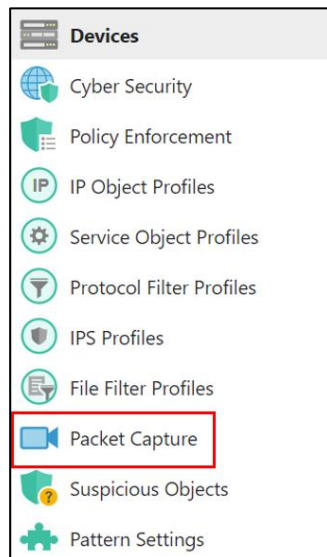 Devices
Cyber Security
Policy Enforcement
IP
IP Object Profiles
Service Object Profiles
Protocol Filter Profiles
IPS Profiles
File Filter Profiles
Packet Capture
?
Suspicious Objects
Pattern Settings